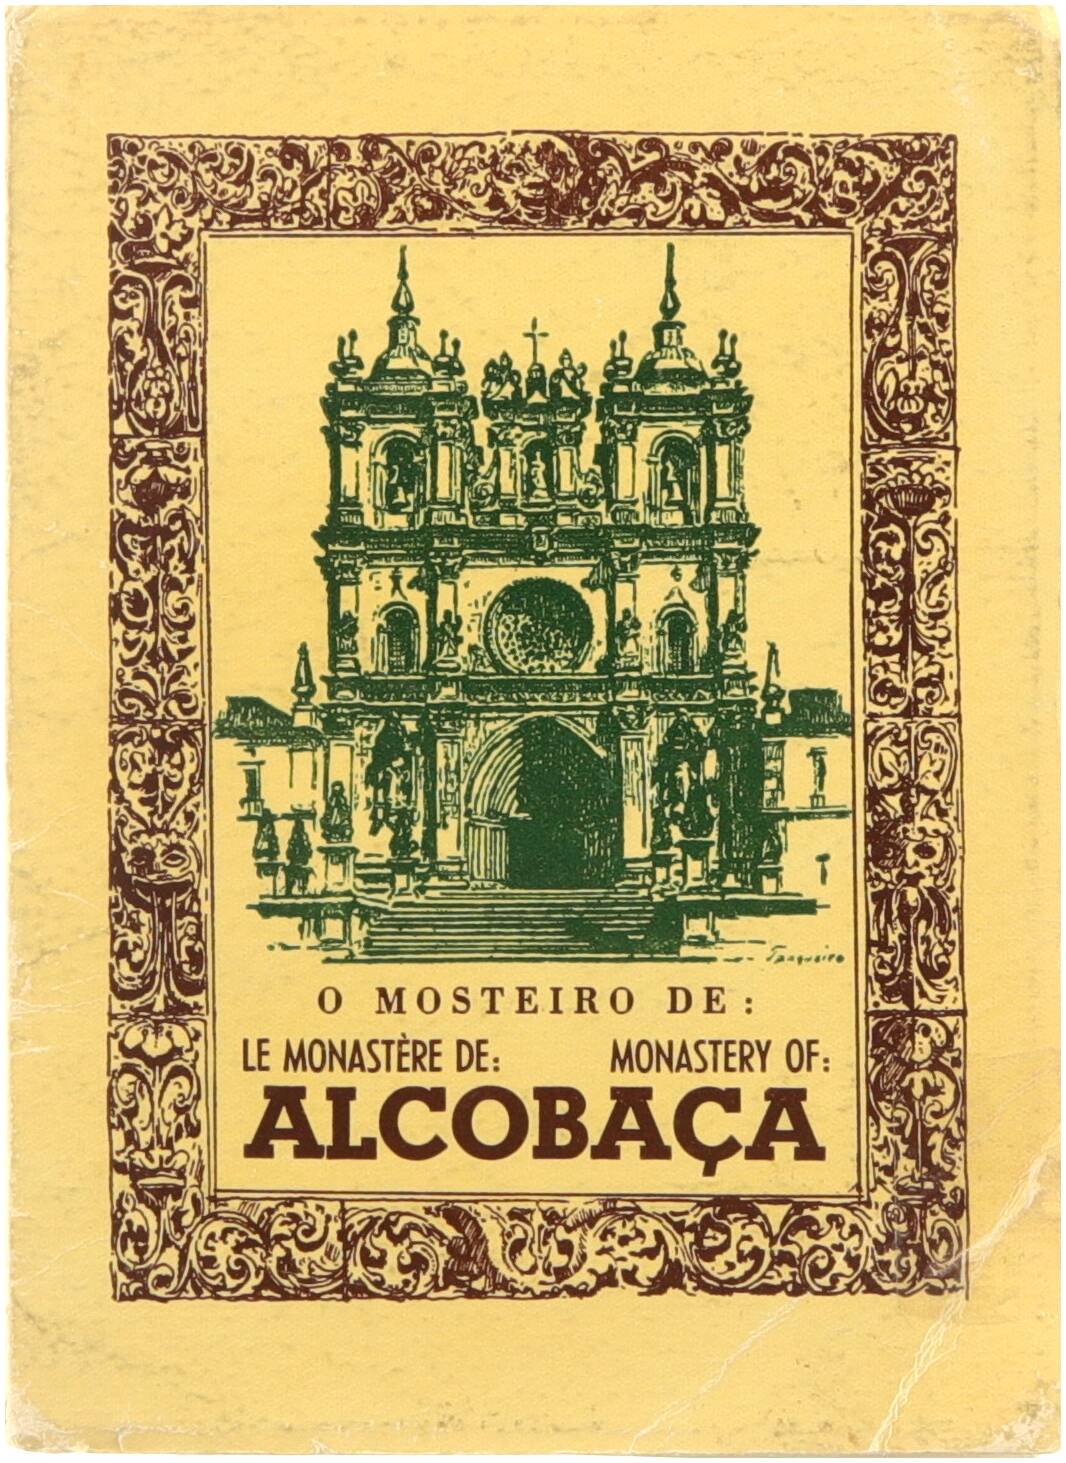 O MOSTEIRO DE:
LE MONASTÈRE DE: MONASTERY OF:
ALCOBAÇA